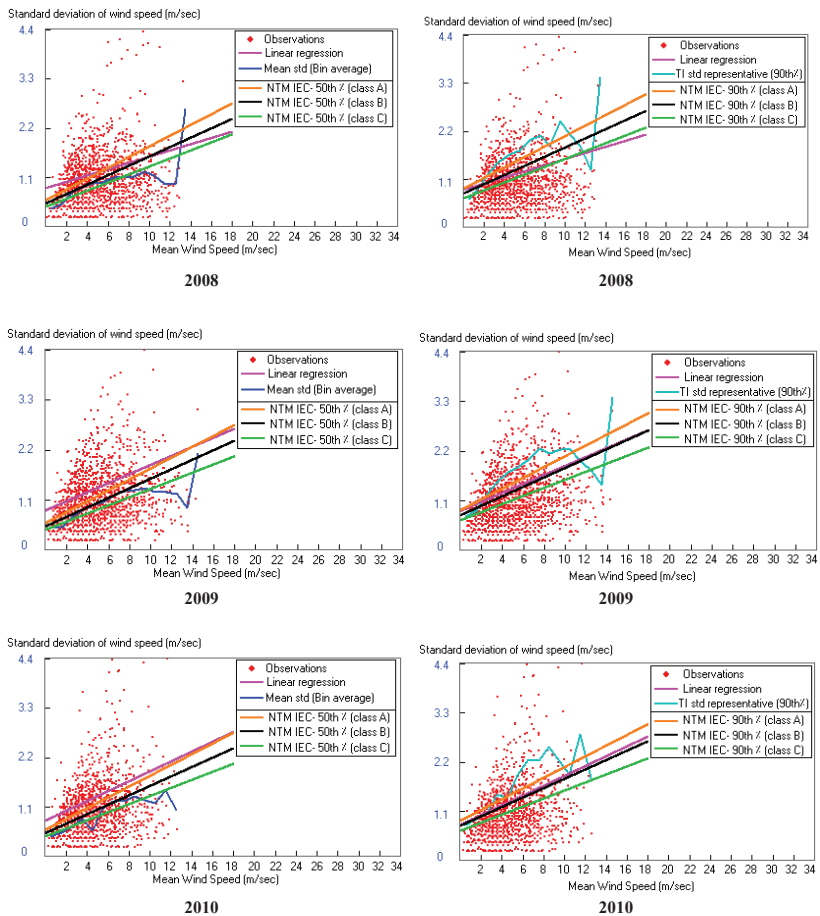 Standard deviation of wind speed (m/sec)
4.4
3.3
2.2
1.1
0
Observations
Linear regression
Mean std (Bin average)
NTM IEC- 50th % (class A)
NTM IEC- 50th % (class B)
NTM IEC- 50th % (class C)
2 4 6 8 10 12 14 16 18 20 22 24 26 28 30 32 34
Mean Wind Speed (m/sec)
2008
Standard deviation of wind speed (m/sec)
4.4
3.3
2.2
1.1
0
Observations
Linear regression
TI std representative (90th%)
NTM IEC- 90th % (class A)
NTM IEC- 90th % (class B)
NTM IEC- 90th % (class C)
2 4 6 8 10 12 14 16 18 20 22 24 26 28 30 32 34
Mean Wind Speed (m/sec)
2008
Standard deviation of wind speed (m/sec)
4.4
3.3
2.2
1.1
0
Observations
Linear regression
Mean std (Bin average)
NTM IEC- 50th % (class A)
NTM IEC- 50th % (class B)
NTM IEC- 50th % (class C)
2 4 6 8 10 12 14 16 18 20 22 24 26 28 30 32 34
Mean Wind Speed (m/sec)
2009
Standard deviation of wind speed (m/sec)
4.4
3.3
2.2
1.1
0
Observations
Linear regression
TI std representative (90th%)
NTM IEC- 90th % (class A)
NTM IEC- 90th % (class B)
NTM IEC- 90th % (class C)
2 4 6 8 10 12 14 16 18 20 22 24 26 28 30 32 34
Mean Wind Speed (m/sec)
2009
Standard deviation of wind speed (m/sec)
4.4
3.3
2.2
1.1
0
Observations
Linear regression
Mean std (Bin average)
NTM IEC- 50th % (class A)
NTM IEC- 50th % (class B)
NTM IEC- 50th % (class C)
2 4 6 8 10 12 14 16 18 20 22 24 26 28 30 32 34
Mean Wind Speed (m/sec)
2010
Standard deviation of wind speed (m/sec)
4.4
3.3
2.2
1.1
0
Observations
Linear regression
TI std representative (90th%)
NTM IEC- 90th % (class A)
NTM IEC- 90th % (class B)
NTM IEC- 90th % (class C)
2 4 6 8 10 12 14 16 18 20 22 24 26 28 30 32 34
Mean Wind Speed (m/sec)
2010